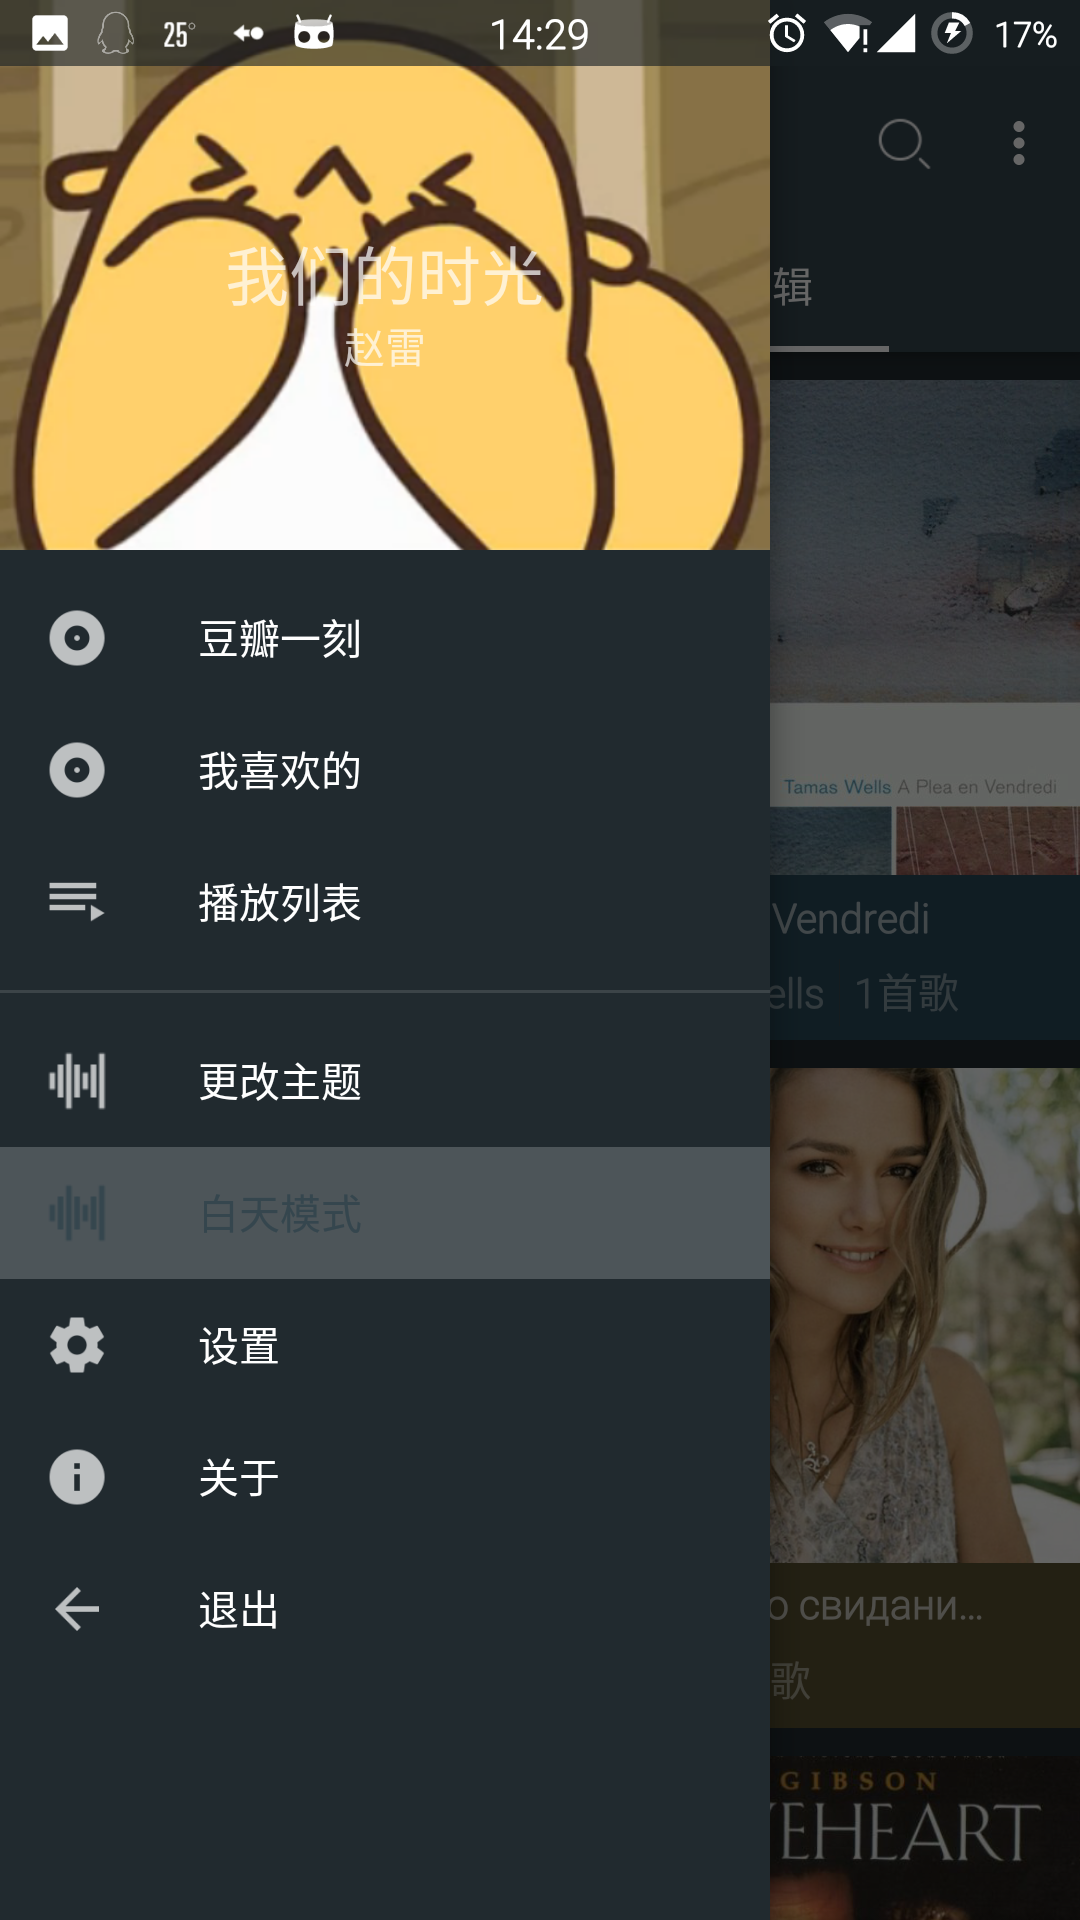 25° 14:29 17%
我们的时光
赵雷
辑
豆瓣一刻
我喜欢的
播放列表
更改主题
白天模式
设置
关于
退出
Tamas Wells A Plea en Vendredi
Vendredi
ells 1首歌
о свидани...
歌
GIBSON
EHEART